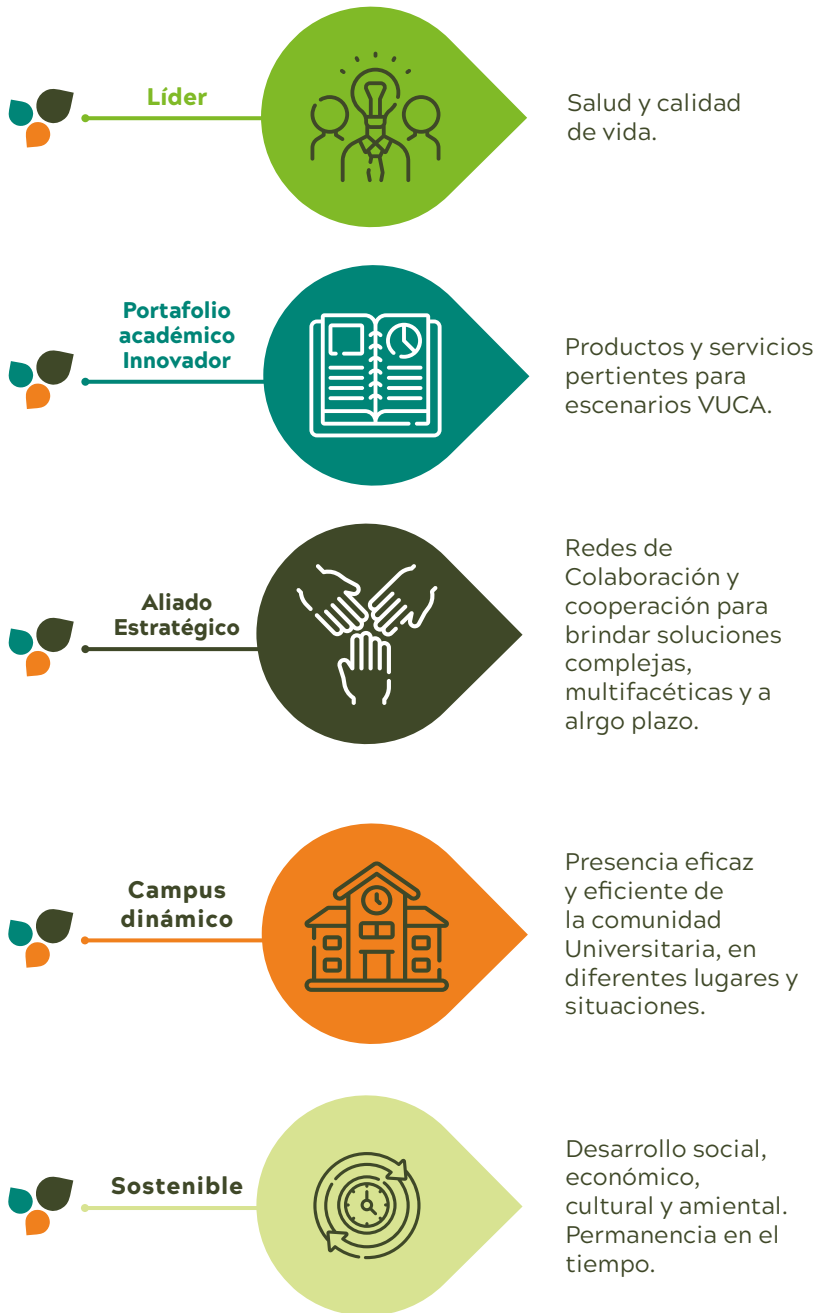 Líder
Salud y calidad
de vida.
Portafolio
académico
Innovador
Productos y servicios
pertientes para
escenarios VUCA.
Aliado
Estratégico
Redes de
Colaboración y
cooperación para
brindar soluciones
complejas,
multifacéticas y a
alrgo plazo.
Campus
dinámico
Presencia eficaz
y eficiente de
la comunidad
Universitaria, en
diferentes lugares y
situaciones.
Sostenible
Desarrollo social,
económico,
cultural y amiental.
Permanencia en el
tiempo.